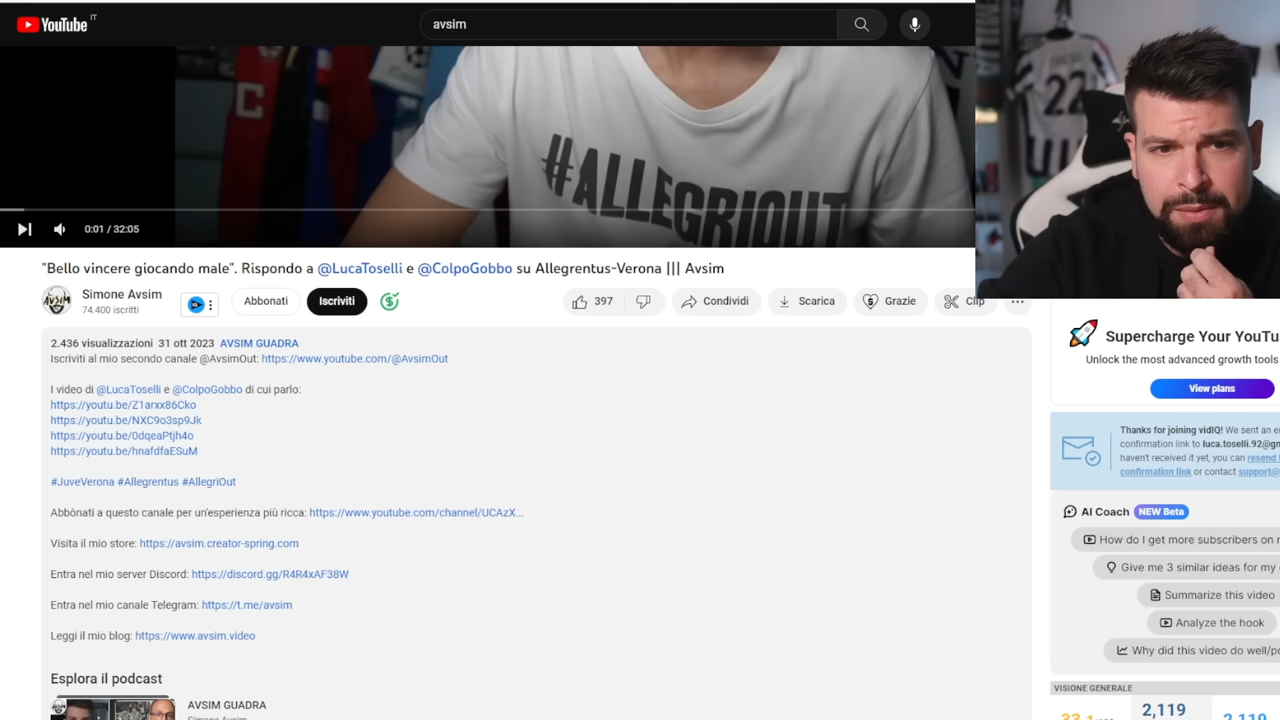 YouTube IT
avsim
22
C
#ALLEGRIOUT
0:01 / 32:05
"Bello vincere giocando male". Rispondo a @LucaToselli e @ColpoGobbo su Allegrentus-Verona ||| Avsim
AVSIM
Simone Avsim
74.400 iscritti
Abbonati
Iscriviti
397
Condividi
Scarica
Grazie
Clip
2.436 visualizzazioni 31 ott 2023 AVSIM GUADRA
Iscriviti al mio secondo canale @AvsimOut: https://www.youtube.com/@AvsimOut
I video di @LucaToselli e @ColpoGobbo di cui parlo:
https://youtu.be/Z1arxx86Cko
https://youtu.be/NXC9o3sp9Jk
https://youtu.be/0dqeaPtjh4o
https://youtu.be/hnafdfaESuM
#JuveVerona #Allegrentus #AllegriOut
Abbònati a questo canale per un'esperienza più ricca: https://www.youtube.com/channel/UCAzX...
Visita il mio store: https://avsim.creator-spring.com
Entra nel mio server Discord: https://discord.gg/R4R4xAF38W
Entra nel mio canale Telegram: https://t.me/avsim
Leggi il mio blog: https://www.avsim.video
Esplora il podcast
AVSIM GUADRA
Simone Avsim
Supercharge Your YouTu
Unlock the most advanced growth tools
View plans
Thanks for joining vidIQ! We sent an e
confirmation link to luca.toselli.92@gm
haven't received it yet, you can resend t
confirmation link or contact support@
AI Coach NEW Beta
How do I get more subscribers on m
Give me 3 similar ideas for my
Summarize this video
Analyze the hook
Why did this video do well/po
VISIONE GENERALE
33.1/100
2,119
2,119